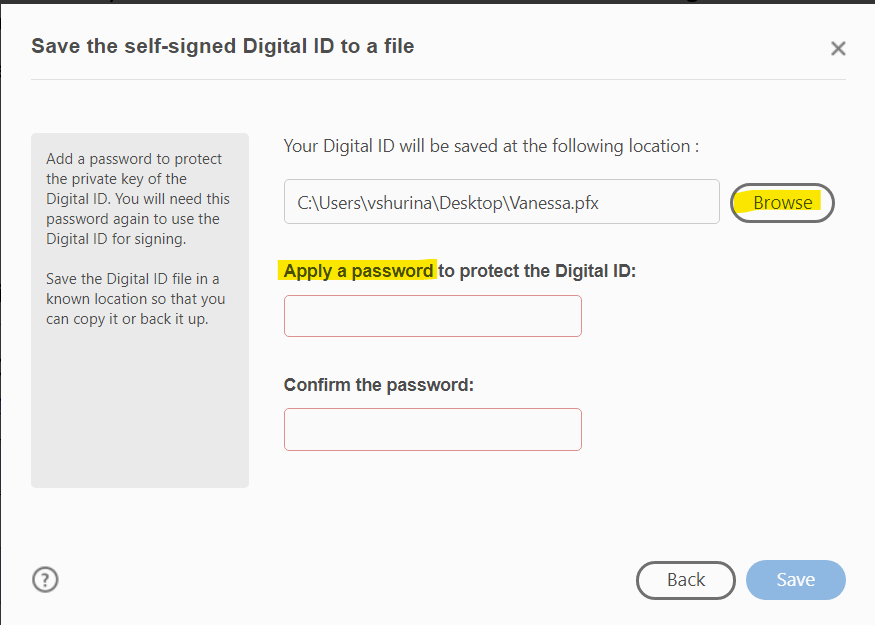 Save the self-signed Digital ID to a file
Add a password to protect
the private key of the
Digital ID. You will need this
password again to use the
Digital ID for signing.
Save the Digital ID file in a
known location so that you
can copy it or back it up.
Your Digital ID will be saved at the following location :
C:\Users\vshurina\Desktop\Vanessa.pfx
Browse
Apply a password to protect the Digital ID:
Confirm the password:
?
Back
Save